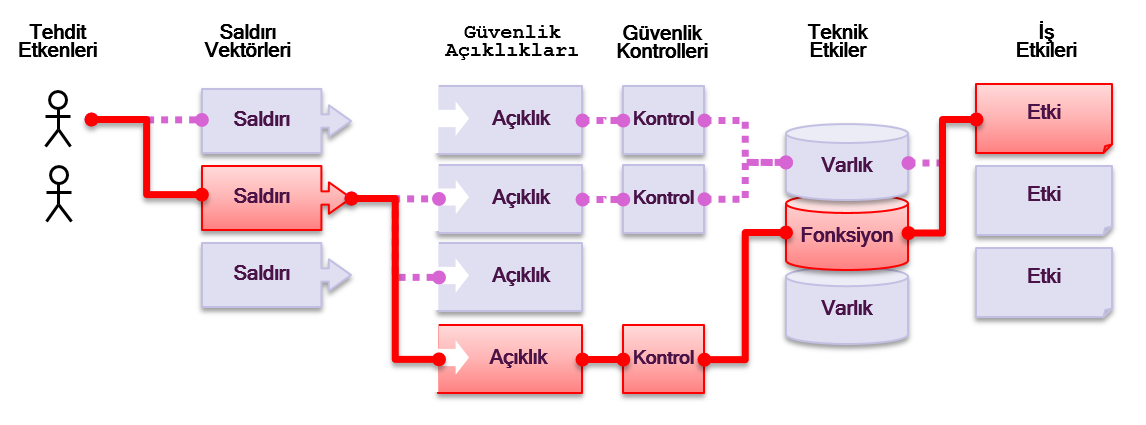 Tehdit
Etkenleri
Saldırı
Vektörleri
Güvenlik
Açıklıkları
Güvenlik
Kontrolleri
Teknik
Etkiler
İş
Etkileri
Saldırı
Açıklık
Kontrol
Etki
Varlık
Saldırı
Açıklık
Kontrol
Etki
Fonksiyon
Saldırı
Açıklık
Etki
Varlık
Açıklık
Kontrol